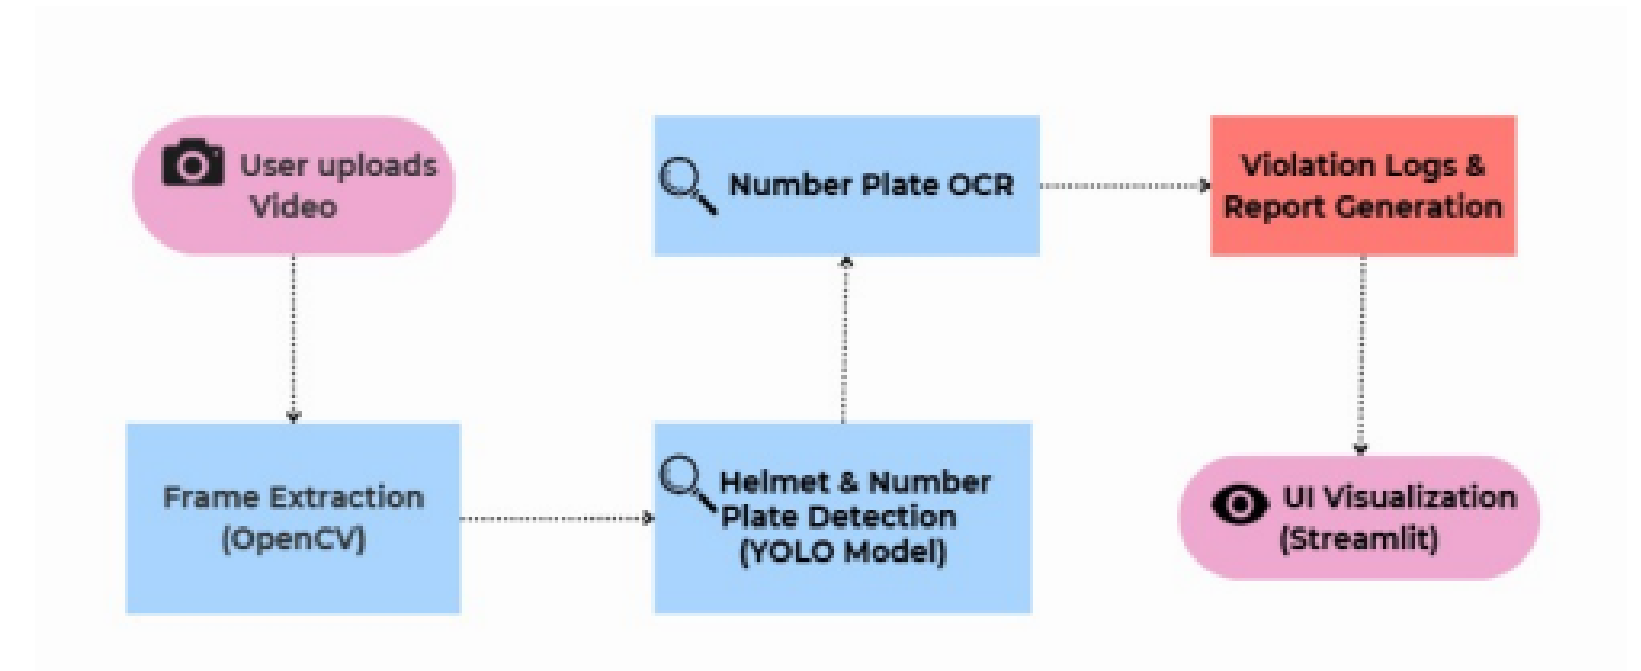 User uploads
Video
Frame Extraction
(OpenCV)
Helmet & Number
Plate Detection
(YOLO Model)
Number Plate OCR
Violation Logs &
Report Generation
UI Visualization
(Streamlit)